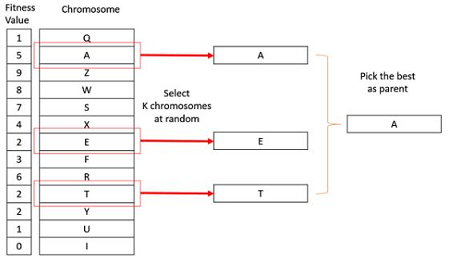 Fitness
Value
Chromosome
1 Q
5 A
9 Z
8 W
7 S
4 X
2 E
3 F
6 R
2 T
2 Y
1 U
0 I
A
Select
K chromosomes
at random
E
T
Pick the best
as parent
A